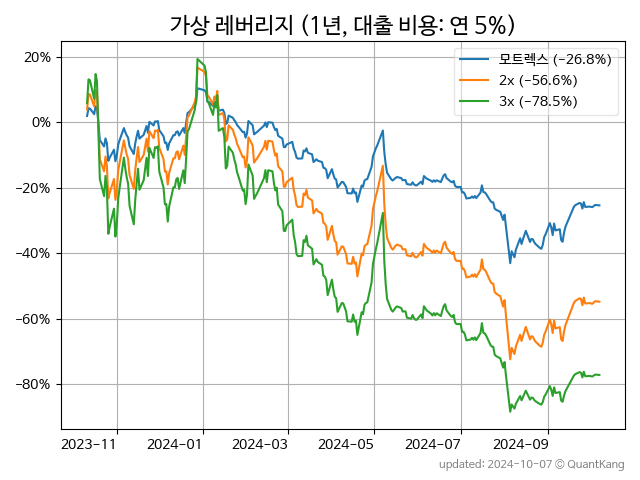 가상 레버리지 (1년, 대출 비용: 연 5%)
모트렉스 (−26.8%)
2x (−56.6%)
3x (−78.5%)
20%
0%
−20%
−40%
−60%
−80%
2023-11 2024-01 2024-03 2024-05 2024-07 2024-09
updated: 2024-10-07 © QuantKang